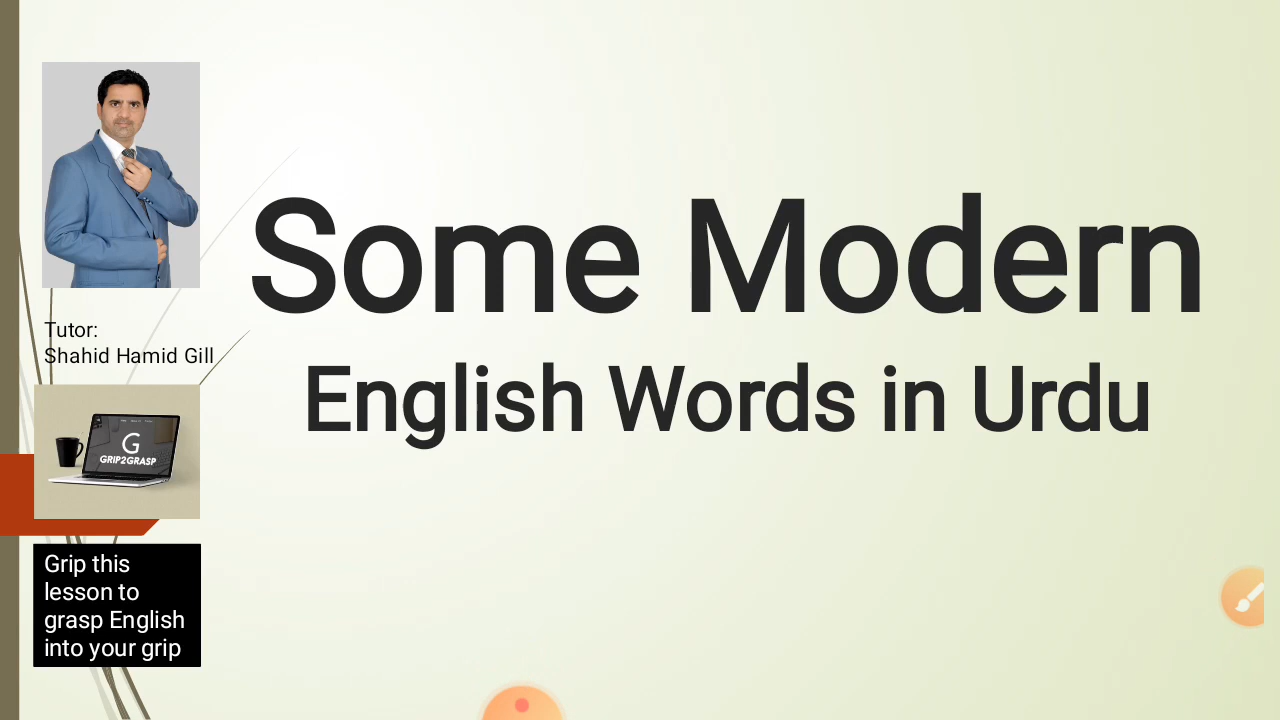 Some Modern
English Words in Urdu
Tutor:
Shahid Hamid Gill
G
GRIP2GRASP
Grip this
lesson to
grasp English
into your grip